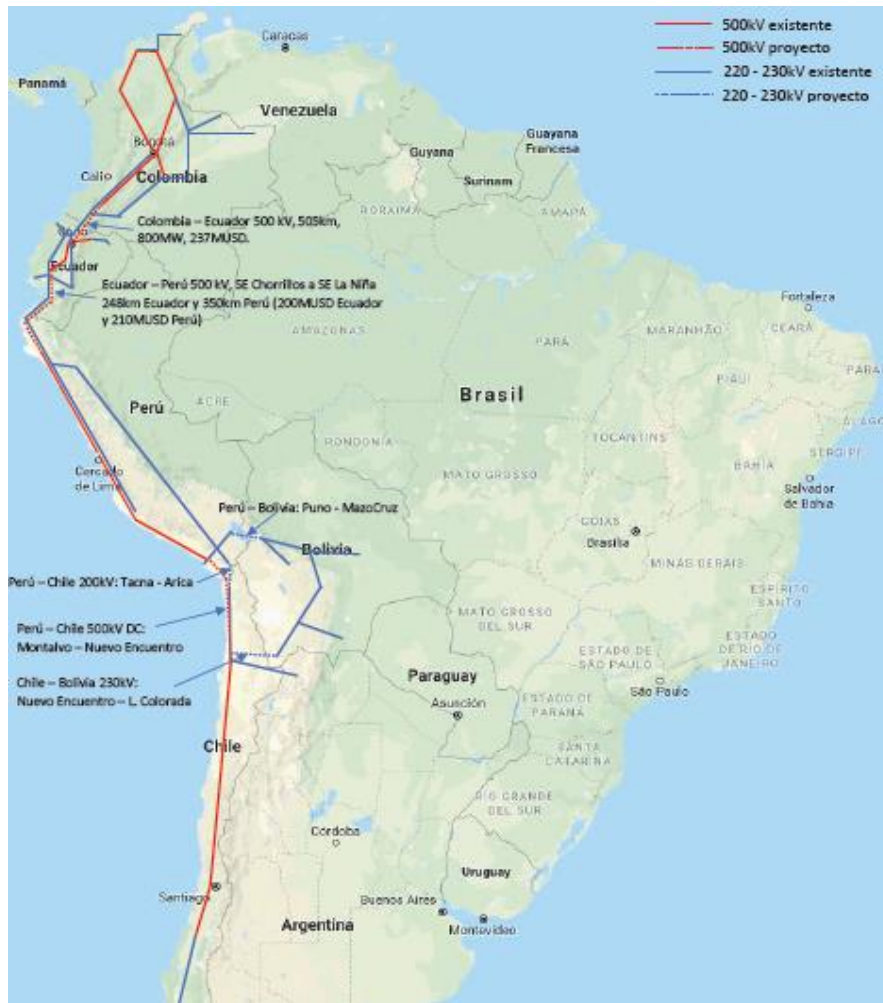 500kV existente
500kV proyecto
220 - 230kV existente
220 - 230kV proyecto
Caracas
Panamá
Venezuela
Guayana
Francesa
Guyana
Surinam
Bogotá
Calio
Colombia
RORAIMA
AMAPÁ
Colombia – Ecuador 500 kV, 505km,
800MW, 237MUSD.
Ecuador
Ecuador – Perú 500 kV, SE Chorrillos a SE La Niña
248km Ecuador y 350km Perú (200MUSD Ecuador
y 210MUSD Perú)
Fortaleza
AMAZONAS
PARÁ
MARANHÃO
CEARÁ
PIAUÍ
Brasil
ACRE
Perú
RONDÔNIA
TOCANTINS
SERGIPE
MATO GROSSO
BAHIA
Cercado
de Lima
Salvador
de Bahia
Perú – Bolivia: Puno - MazoCruz
GOIÁS
Brasilia
Bolivia
MINAS GERAIS
Perú – Chile 200kV: Tacna - Arica
ESPÍRITO
SANTO
MATO GROSSO
DEL SUR
Perú – Chile 500kV DC:
Montalvo – Nuevo Encuentro
ESTADO
DE SÃO PAULO
ESTADO
DE RÍO DE
JANEIRO
Chile – Bolivia 230kV:
Nuevo Encuentro – L. Colorada
Paraguay
São Paulo
Asunción
ESTADO
DE PARANÁ
Chile
SANTA
CATARINA
RIO GRANDE
DEL SUR
Córdoba
Uruguay
Santiago
Buenos Aires
Montevideo
Argentina